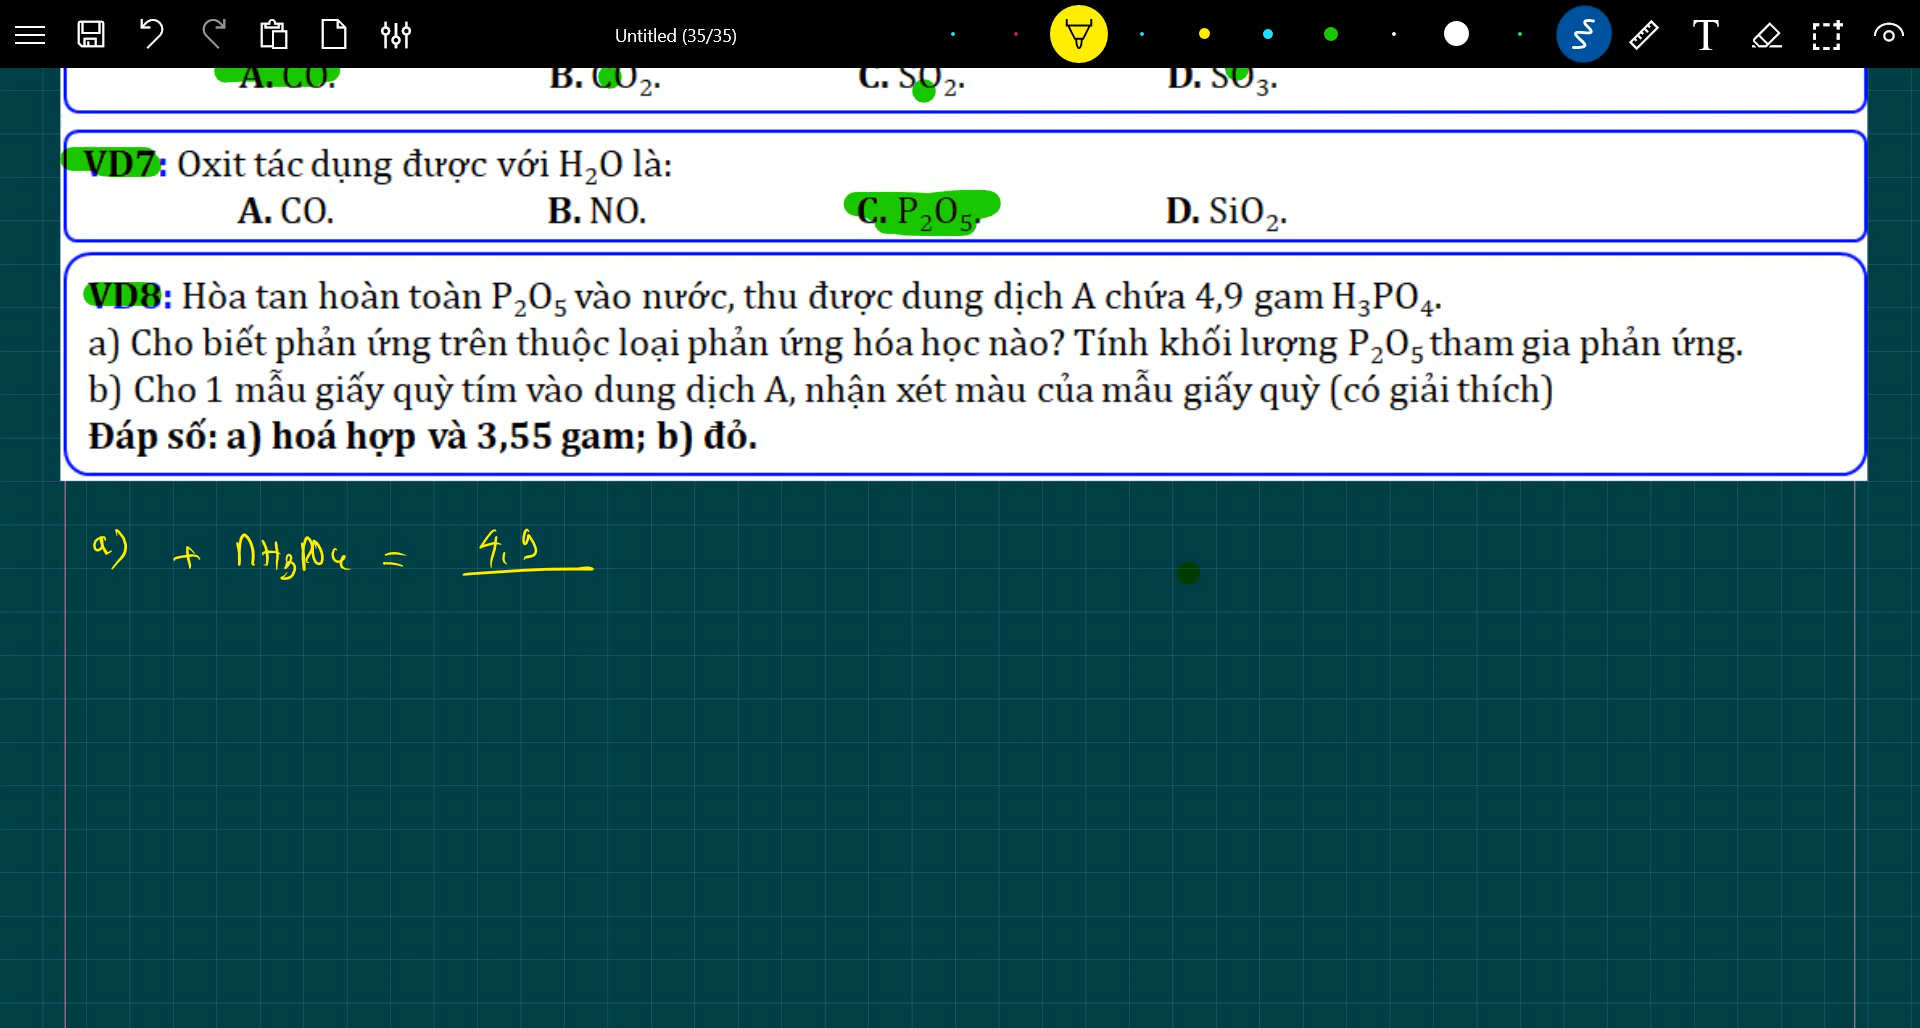 Untitled (35/35)
T
A. CO. B. CO₂. C. SO₂. D. SO₃.
VD7: Oxit tác dụng được với H₂O là:
A. CO. B. NO. C. P₂O₅. D. SiO₂.
VD8: Hòa tan hoàn toàn P₂O₅ vào nước, thu được dung dịch A chứa 4,9 gam H₃PO₄.
a) Cho biết phản ứng trên thuộc loại phản ứng hóa học nào? Tính khối lượng P₂O₅ tham gia phản ứng.
b) Cho 1 mẫu giấy quỳ tím vào dung dịch A, nhận xét màu của mẫu giấy quỳ (có giải thích)
Đáp số: a) hoá hợp và 3,55 gam; b) đỏ.
a) + nH₃PO₄ = 4,9